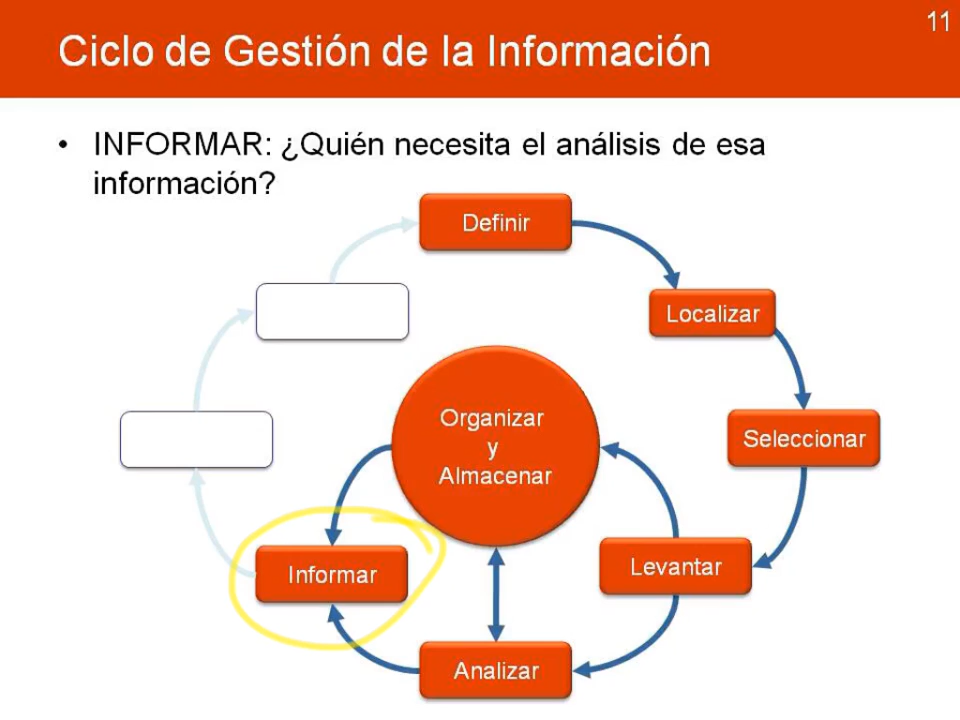 11
Ciclo de Gestión de la Información
• INFORMAR: ¿Quién necesita el análisis de esa
información?
Definir
Localizar
Organizar
y
Almacenar
Seleccionar
Informar
Levantar
Analizar